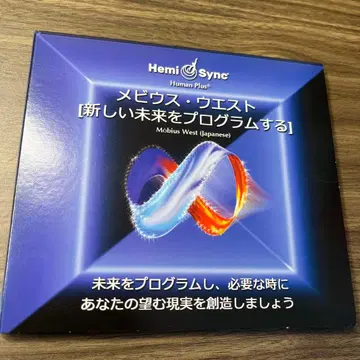 Hemi Sync®
Human Plus®
メビウス・ウエスト
[新しい未来をプログラムする]
Möbius West (Japanese)
未来をプログラムし、必要な時に
あなたの望む現実を創造しましょう